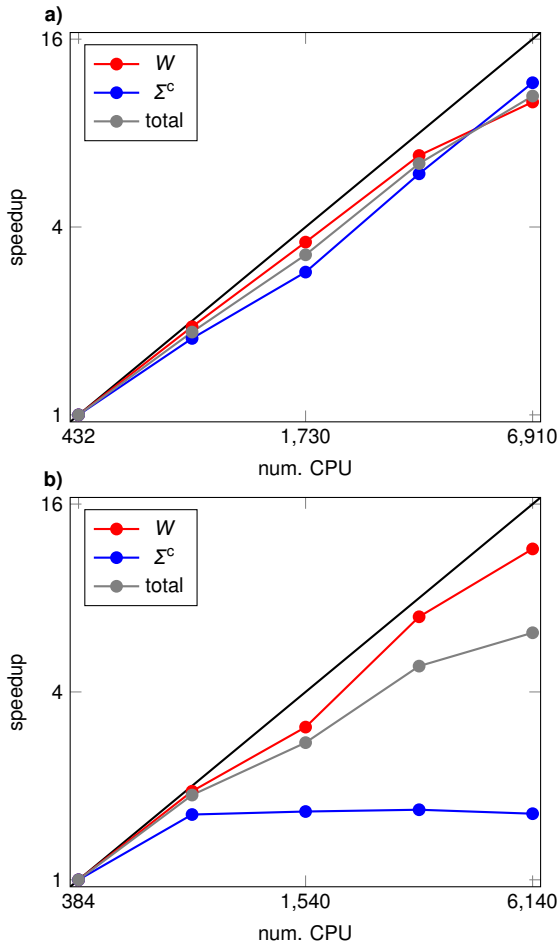 a)
16
W
Σc
total
4
speedup
1
432
1,730
6,910
num. CPU
b)
16
W
Σc
total
4
speedup
1
384
1,540
6,140
num. CPU